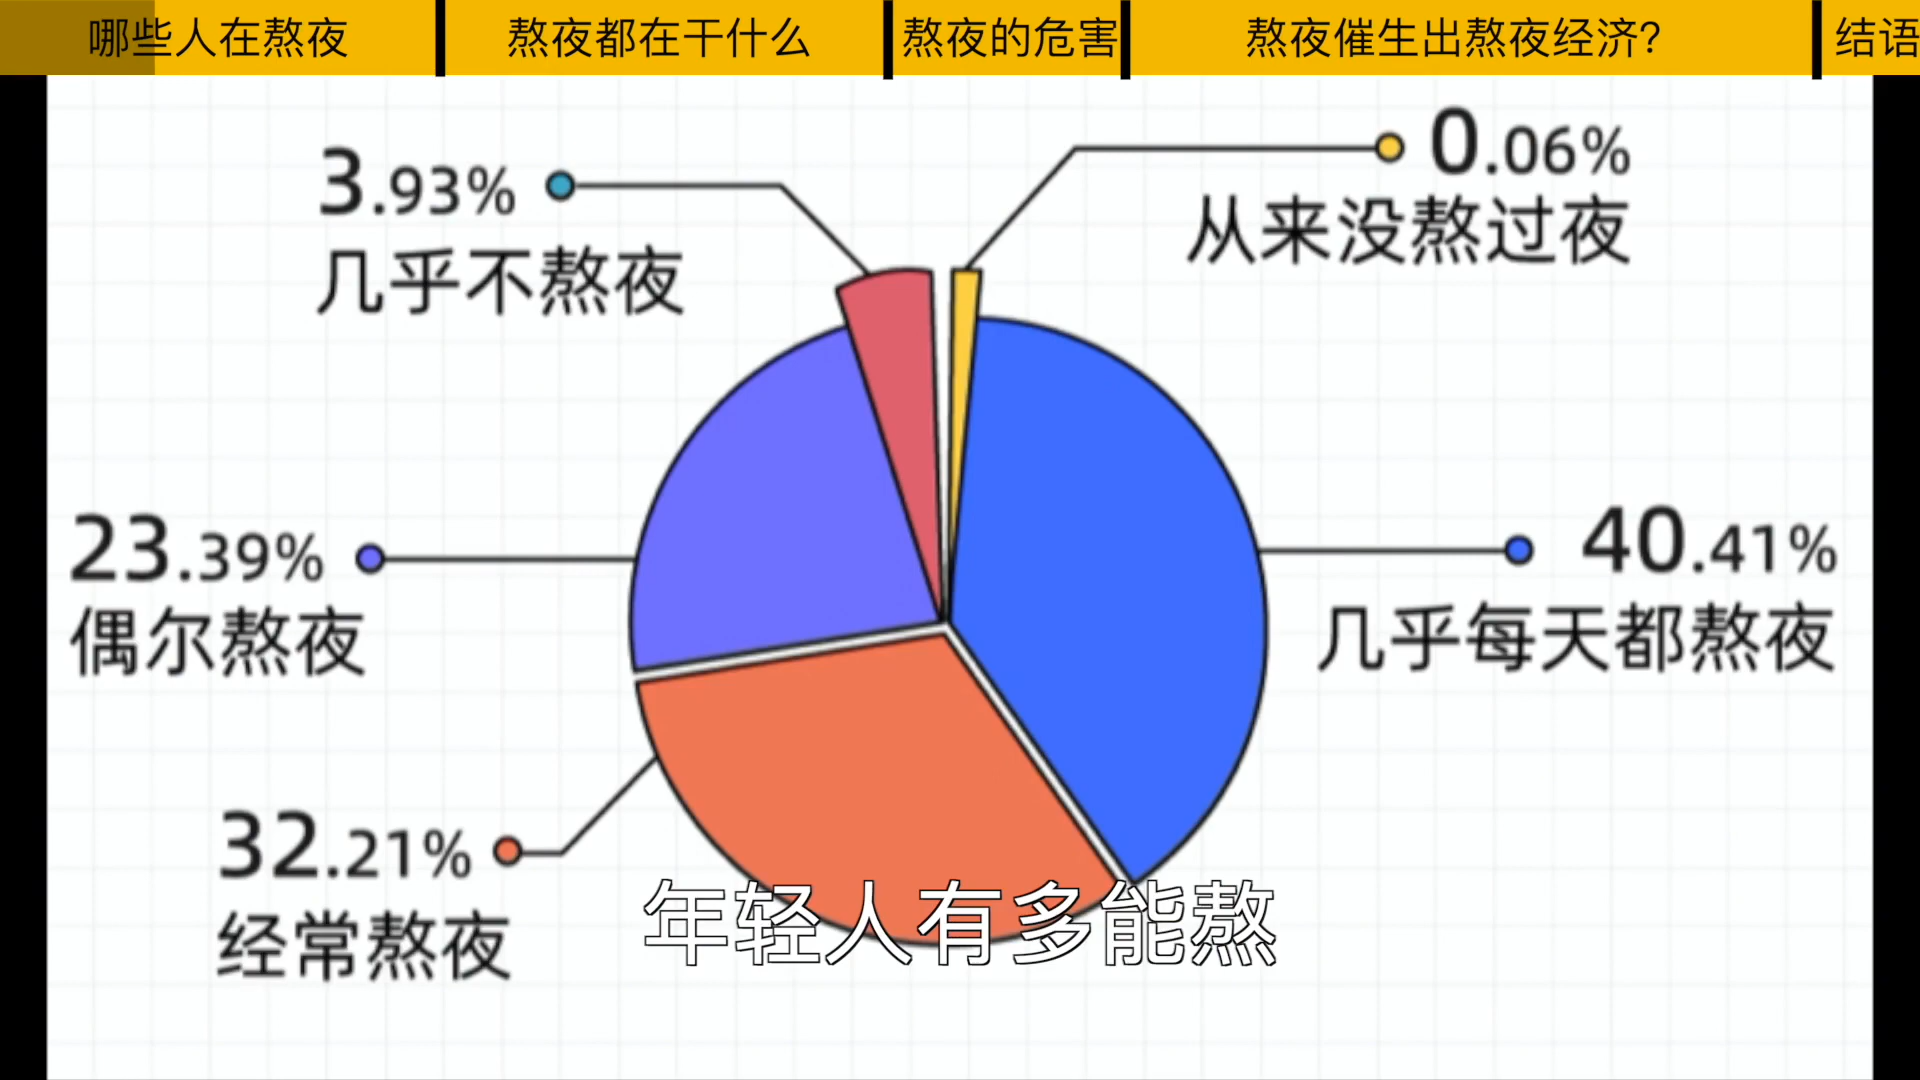 哪些人在熬夜
熬夜都在干什么
熬夜的危害
熬夜催生出熬夜经济?
结语
3.93%
几乎不熬夜
0.06%
从来没熬过夜
23.39%
偶尔熬夜
40.41%
几乎每天都熬夜
32.21%
经常熬夜
年轻人有多能熬